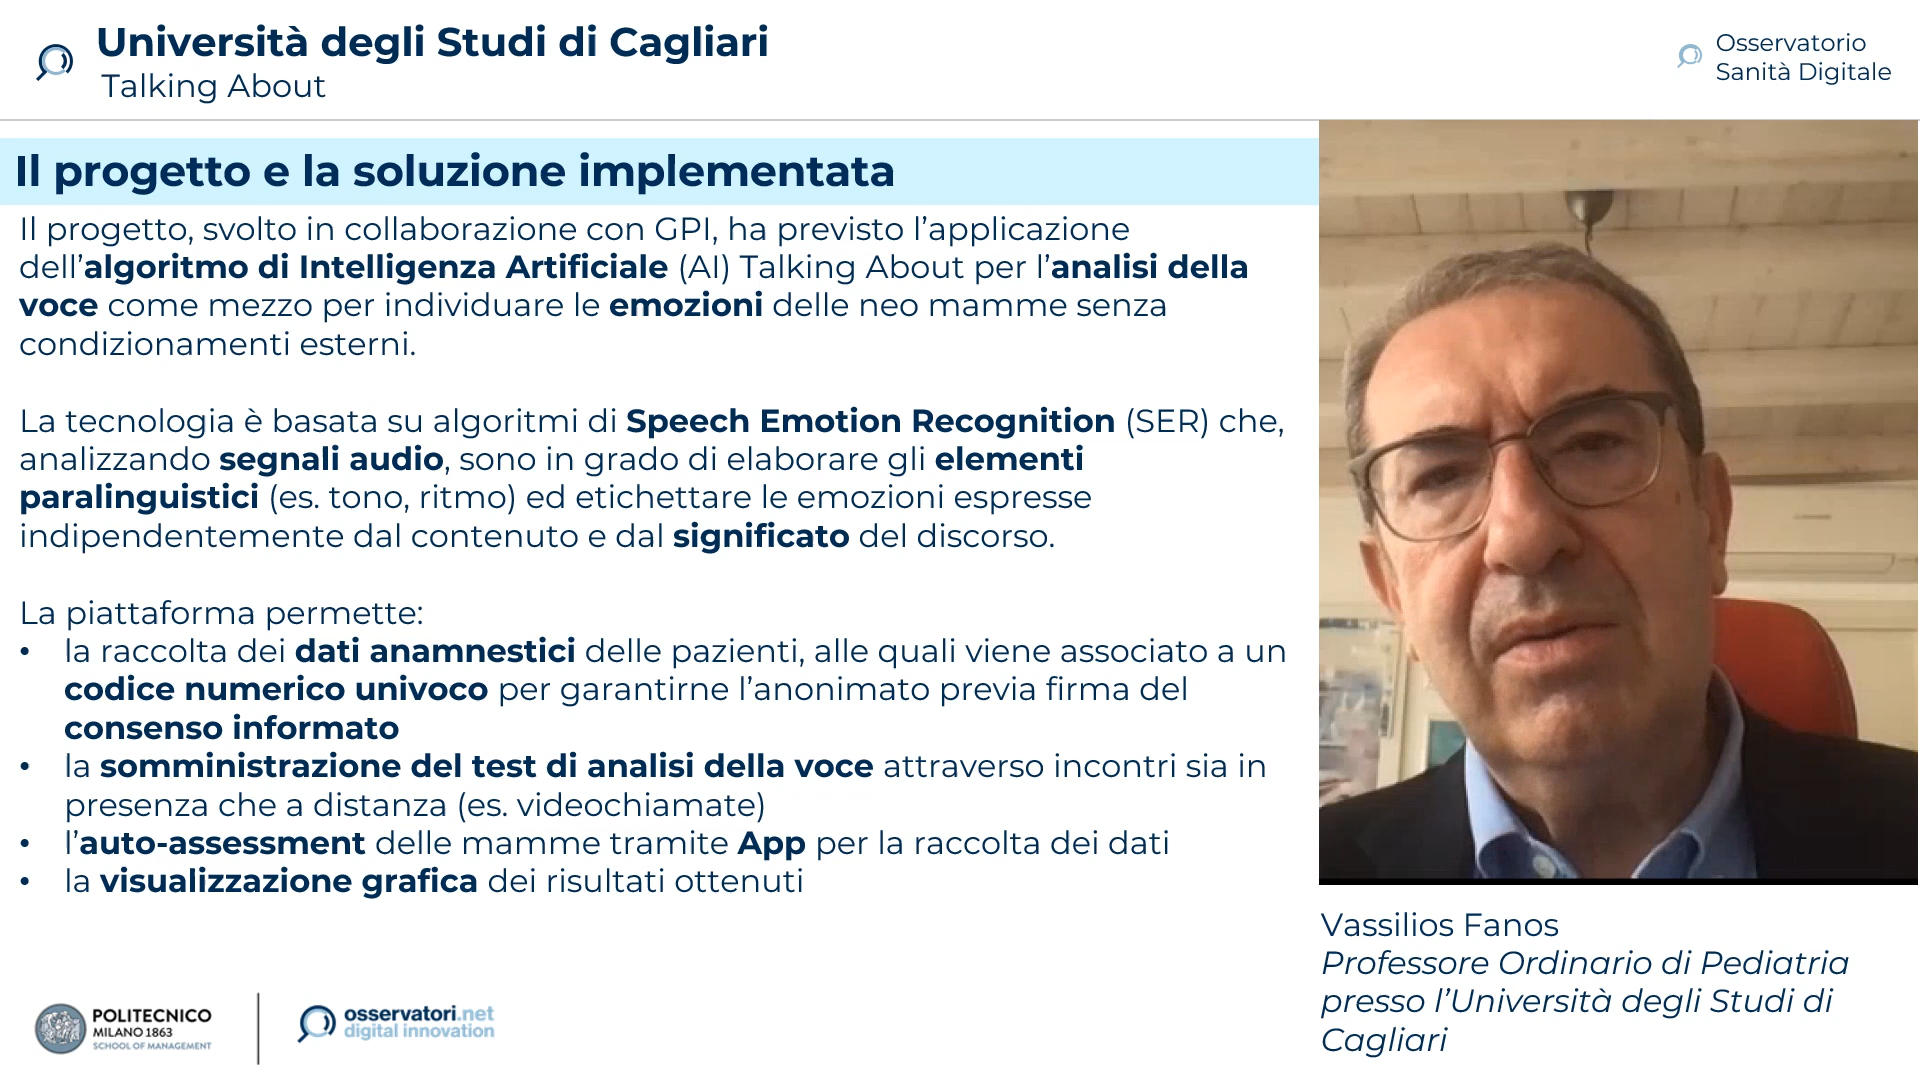 Università degli Studi di Cagliari
Talking About
Osservatorio
Sanità Digitale
Il progetto e la soluzione implementata
Il progetto, svolto in collaborazione con GPI, ha previsto l’applicazione
dell’algoritmo di Intelligenza Artificiale (AI) Talking About per l’analisi della
voce come mezzo per individuare le emozioni delle neo mamme senza
condizionamenti esterni.
La tecnologia è basata su algoritmi di Speech Emotion Recognition (SER) che,
analizzando segnali audio, sono in grado di elaborare gli elementi
paralinguistici (es. tono, ritmo) ed etichettare le emozioni espresse
indipendentemente dal contenuto e dal significato del discorso.
La piattaforma permette:
• la raccolta dei dati anamnestici delle pazienti, alle quali viene associato a un
codice numerico univoco per garantirne l’anonimato previa firma del
consenso informato
• la somministrazione del test di analisi della voce attraverso incontri sia in
presenza che a distanza (es. videochiamate)
• l’auto-assessment delle mamme tramite App per la raccolta dei dati
• la visualizzazione grafica dei risultati ottenuti
Vassilios Fanos
Professore Ordinario di Pediatria
presso l’Università degli Studi di
Cagliari
POLITECNICO
MILANO 1863
SCHOOL OF MANAGEMENT
osservatori.net
digital innovation